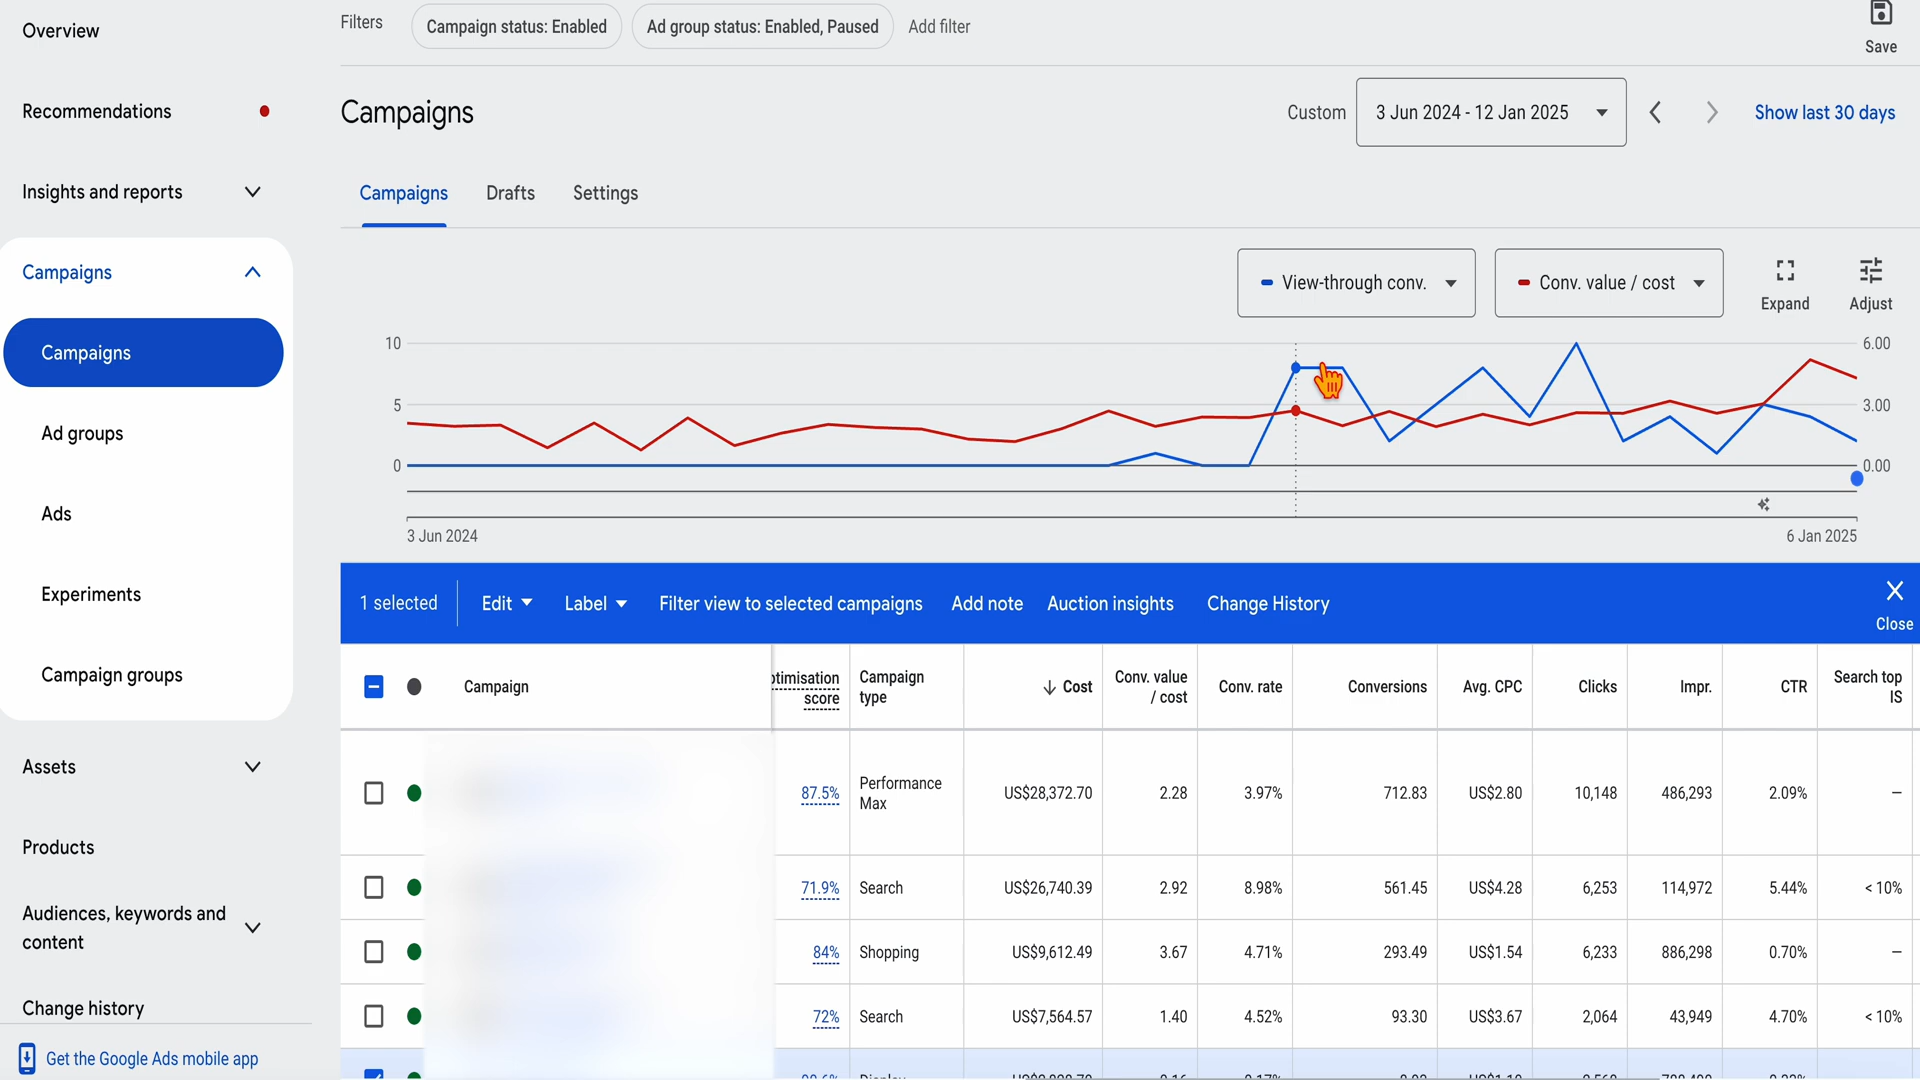 Overview
Recommendations
Insights and reports
Campaigns
Campaigns
Ad groups
Ads
Experiments
Campaign groups
Assets
Products
Audiences, keywords and
content
Change history
Get the Google Ads mobile app
Filters
Campaign status: Enabled
Ad group status: Enabled, Paused
Add filter
Save
Campaigns
Custom
3 Jun 2024 - 12 Jan 2025
Show last 30 days
Campaigns
Drafts
Settings
View-through conv.
Conv. value / cost
Expand
Adjust
10
5
0
6.00
3.00
0.00
3 Jun 2024
6 Jan 2025
1 selected
Edit
Label
Filter view to selected campaigns
Add note
Auction insights
Change History
Close
Campaign
ptimisation
score
Campaign
type
Cost
Conv. value
/ cost
Conv. rate
Conversions
Avg. CPC
Clicks
Impr.
CTR
Search top
IS
87.5%
Performance
Max
US$28,372.70
2.28
3.97%
712.83
US$2.80
10,148
486,293
2.09%
—
71.9%
Search
US$26,740.39
2.92
8.98%
561.45
US$4.28
6,253
114,972
5.44%
< 10%
84%
Shopping
US$9,612.49
3.67
4.71%
293.49
US$1.54
6,233
886,298
0.70%
—
72%
Search
US$7,564.57
1.40
4.52%
93.30
US$3.67
2,064
43,949
4.70%
< 10%
Display